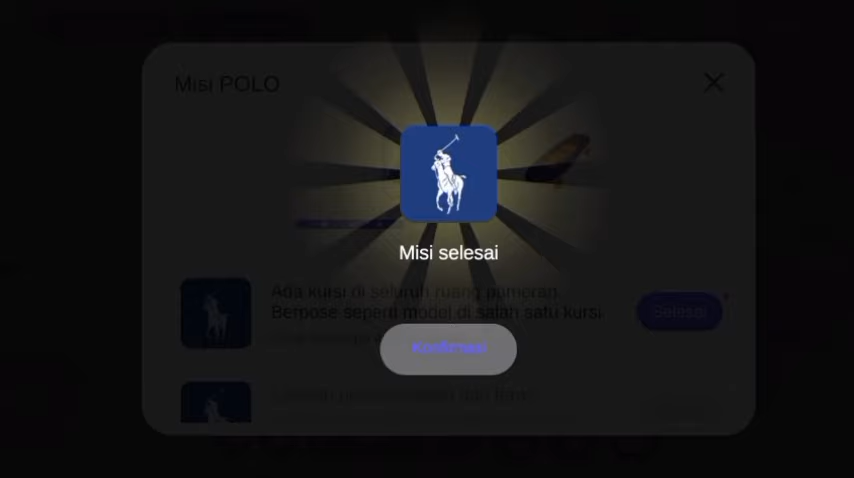 Misi POLO
Misi selesai
Ada kursi di seluruh ruang pameran
Berpose seperti model di salah satu kursi
Selesai
Konfirmasi